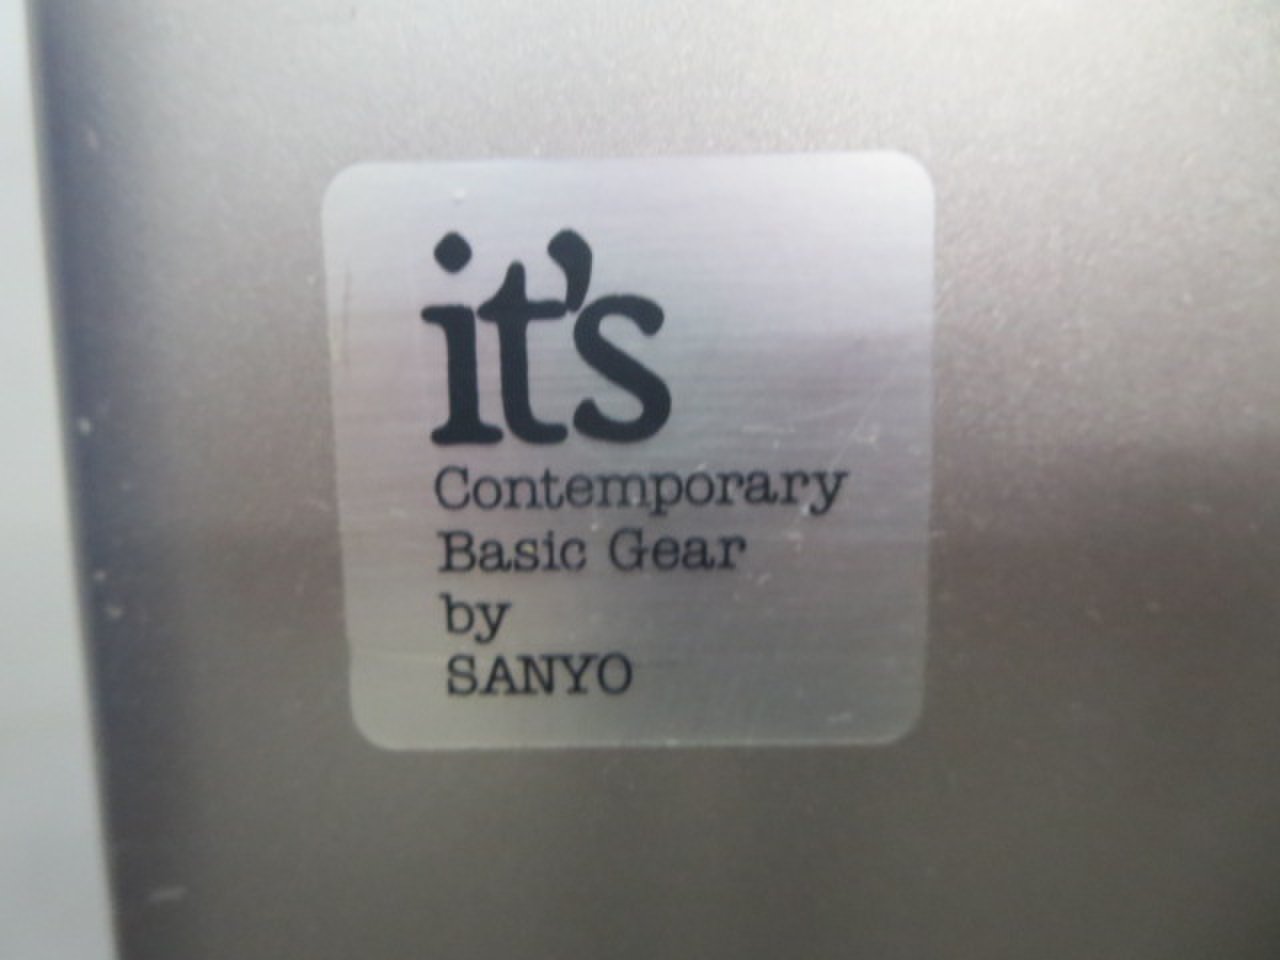 it's
Contemporary
Basic Gear
by
SANYO